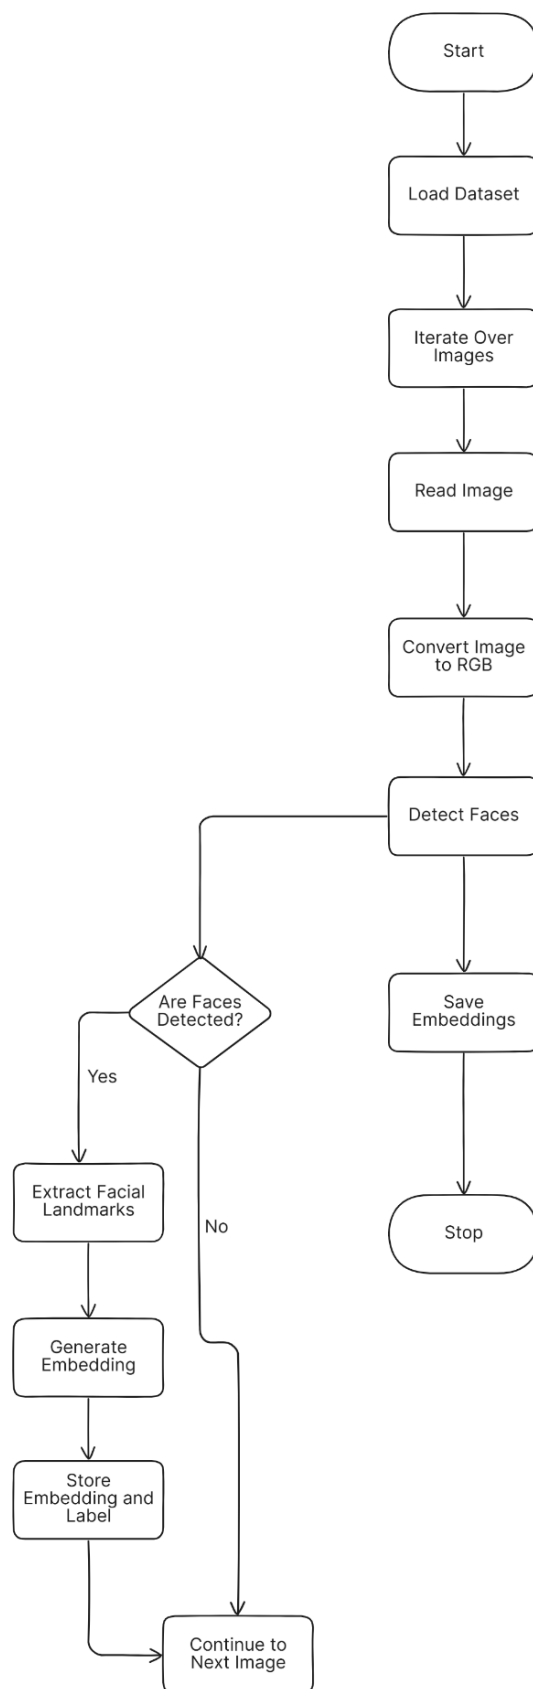 Start
Load Dataset
Iterate Over
Images
Read Image
Convert Image
to RGB
Detect Faces
Are Faces
Detected?
Save
Embeddings
Yes
Extract Facial
Landmarks
No
Stop
Generate
Embedding
Store
Embedding and
Label
Continue to
Next Image